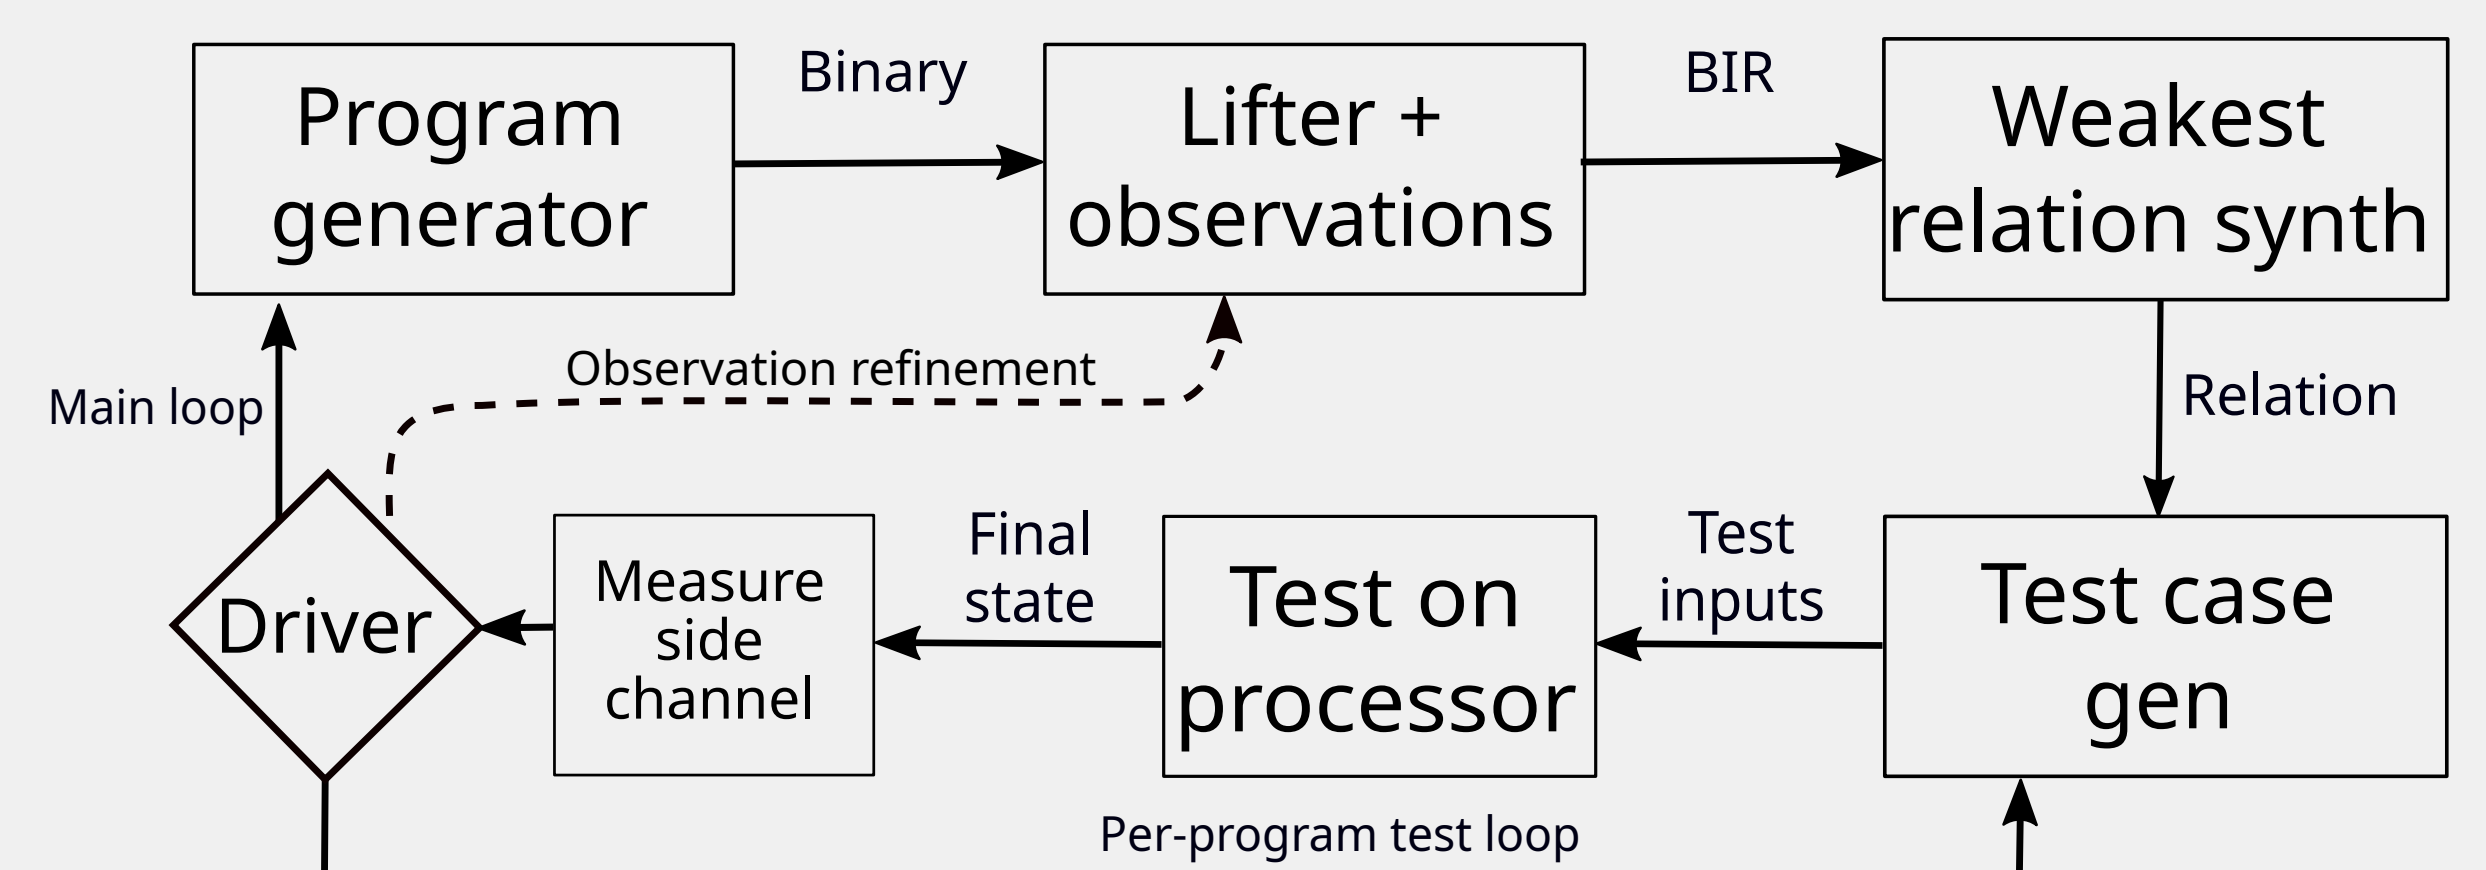 Program
generator
Binary
Lifter +
observations
BIR
Weakest
relation synth
Main loop
Observation refinement
Relation
Driver
Measure
side
channel
Final
state
Test on
processor
Test
inputs
Test case
gen
Per-program test loop